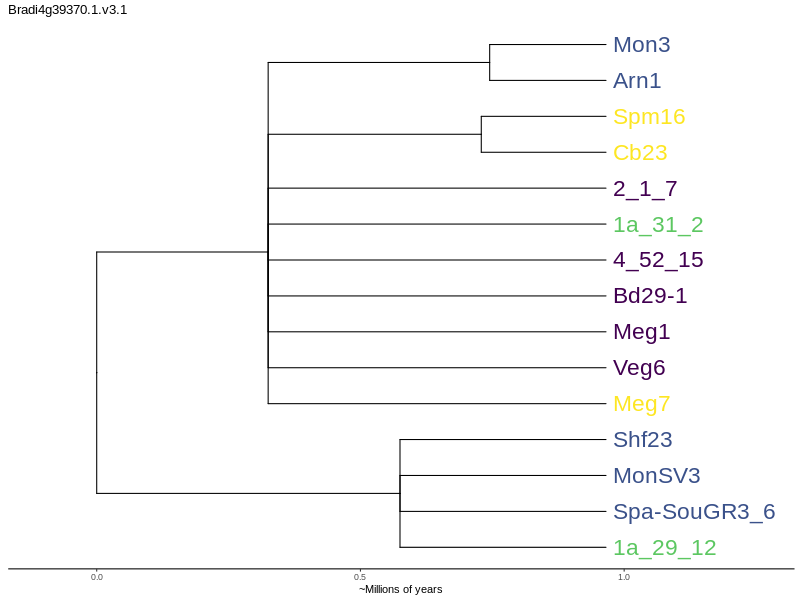 Bradi4g39370.1.v3.1
Mon3
Arn1
Spm16
Cb23
2_1_7
1a_31_2
4_52_15
Bd29-1
Meg1
Veg6
Meg7
Shf23
MonSV3
Spa-SouGR3_6
1a_29_12
0.0 0.5 1.0
~Millions of years